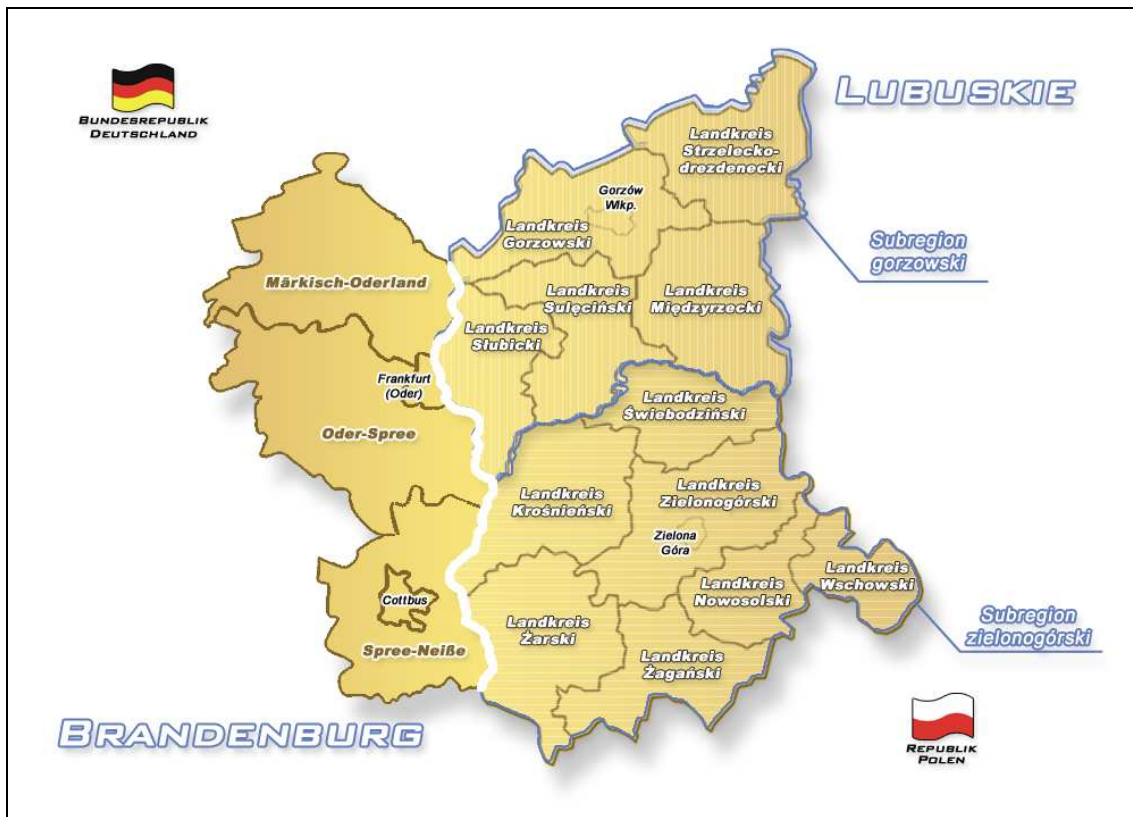 Bundesrepublik
Deutschland
Lubuskie
Landkreis
Strzelecko-
drezdenecki
Gorzów
Wlkp.
Landkreis
Gorzowski
Subregion
gorzowski
Märkisch-Oderland
Landkreis
Sulęciński
Landkreis
Międzyrzecki
Landkreis
Słubicki
Frankfurt
(Oder)
Landkreis
Świebodziński
Oder-Spree
Landkreis
Krośnieński
Landkreis
Zielonogórski
Zielona
Góra
Landkreis
Wschowski
Landkreis
Nowosolski
Cottbus
Landkreis
Żarski
Subregion
zielonogórski
Spree-Neiße
Landkreis
Żagański
Brandenburg
Republik
Polen